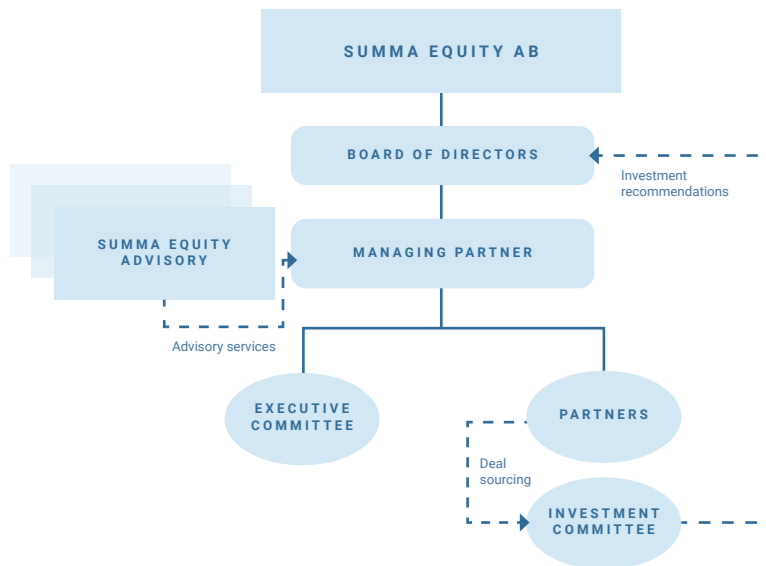 SUMMA EQUITY AB
BOARD OF DIRECTORS
Investment
recommendations
SUMMA EQUITY
ADVISORY
MANAGING PARTNER
Advisory services
EXECUTIVE
COMMITTEE
PARTNERS
Deal
sourcing
INVESTMENT
COMMITTEE